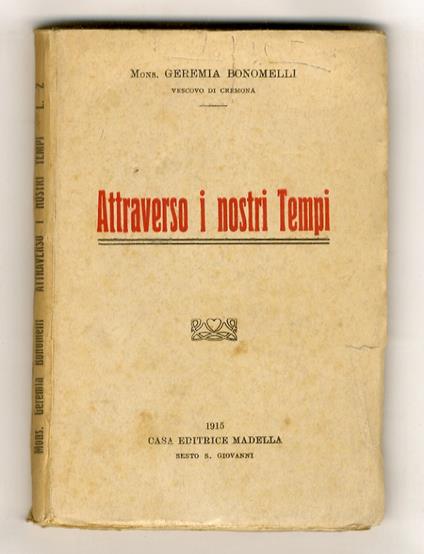 Mons. GEREMIA BONOMELLI
VESCOVO DI CREMONA
Attraverso i nostri Tempi
1915
CASA EDITRICE MADELLA
SESTO S. GIOVANNI
Mons. Geremia Bonomelli ATTRAVERSO I NOSTRI TEMPI - L. 2